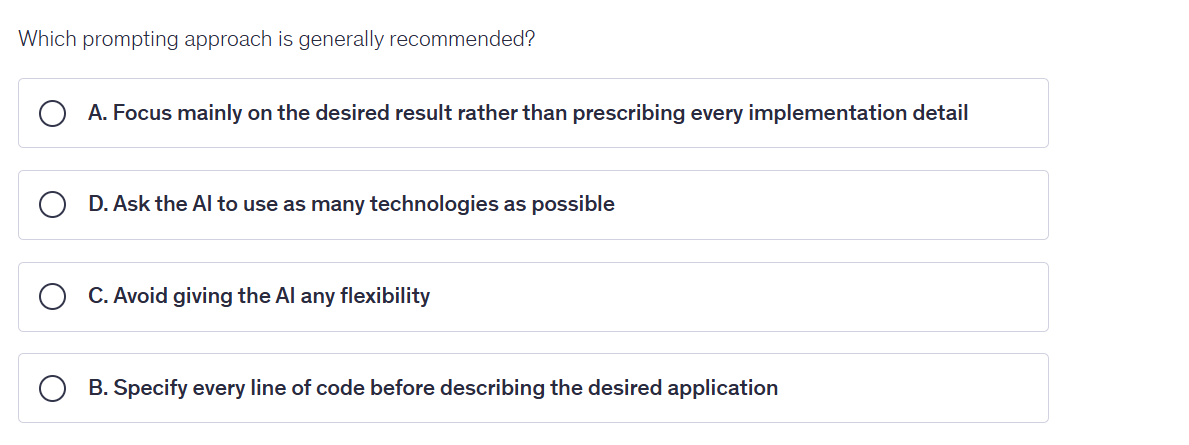 Which prompting approach is generally recommended?
A. Focus mainly on the desired result rather than prescribing every implementation detail
D. Ask the AI to use as many technologies as possible
C. Avoid giving the AI any flexibility
B. Specify every line of code before describing the desired application